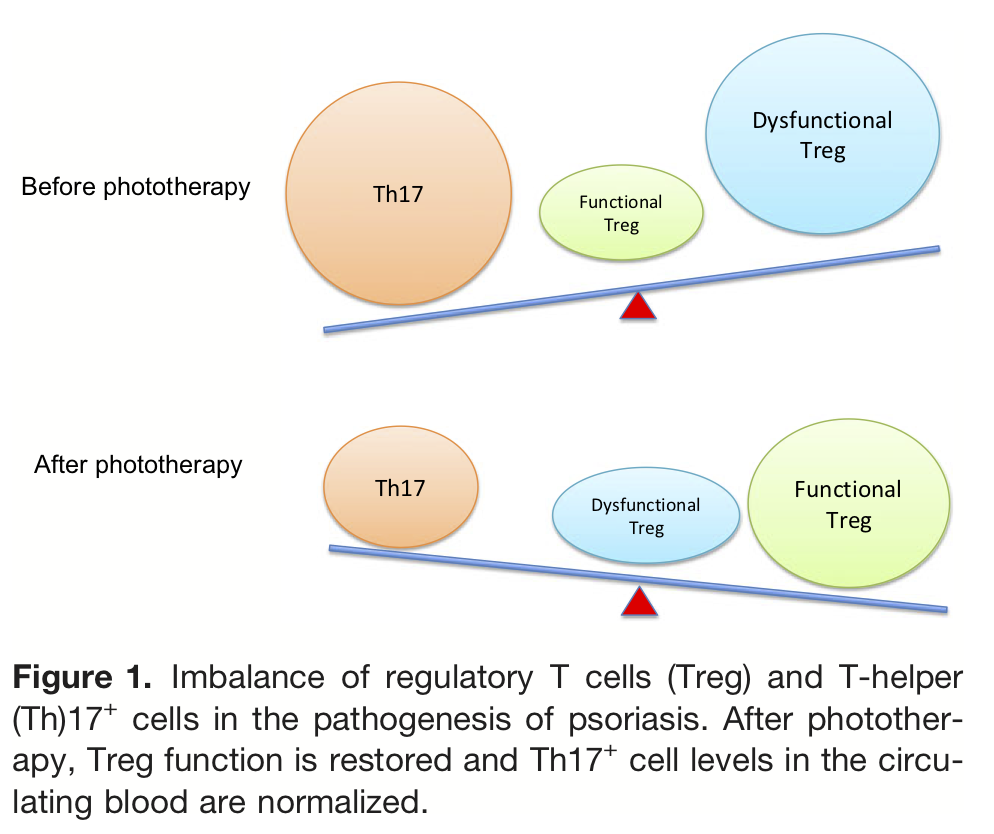 Before phototherapy
Th17
Functional
Treg
Dysfunctional
Treg
After phototherapy
Th17
Dysfunctional
Treg
Functional
Treg
Figure 1. Imbalance of regulatory T cells (Treg) and T-helper
(Th)17⁺ cells in the pathogenesis of psoriasis. After photother-
apy, Treg function is restored and Th17⁺ cell levels in the circu-
lating blood are normalized.